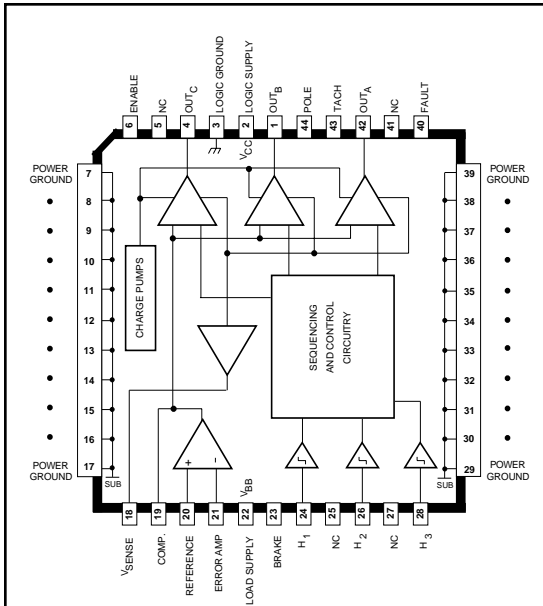 ENABLE
NC
OUTC
LOGIC GROUND
LOGIC SUPPLY
OUTB
POLE
TACH
OUTA
NC
FAULT
6
5
4
3
2
1
44
43
42
41
40
VCC
POWER GROUND
7
8
9
10
11
12
13
14
15
16
17
POWER GROUND
SUB
CHARGE PUMPS
SEQUENCING
AND CONTROL
CIRCUITRY
+
–
POWER GROUND
39
38
37
36
35
34
33
32
31
30
29
POWER GROUND
SUB
VBB
18
19
20
21
22
23
24
25
26
27
28
VSENSE
COMP.
REFERENCE
ERROR AMP
LOAD SUPPLY
BRAKE
H1
NC
H2
NC
H3